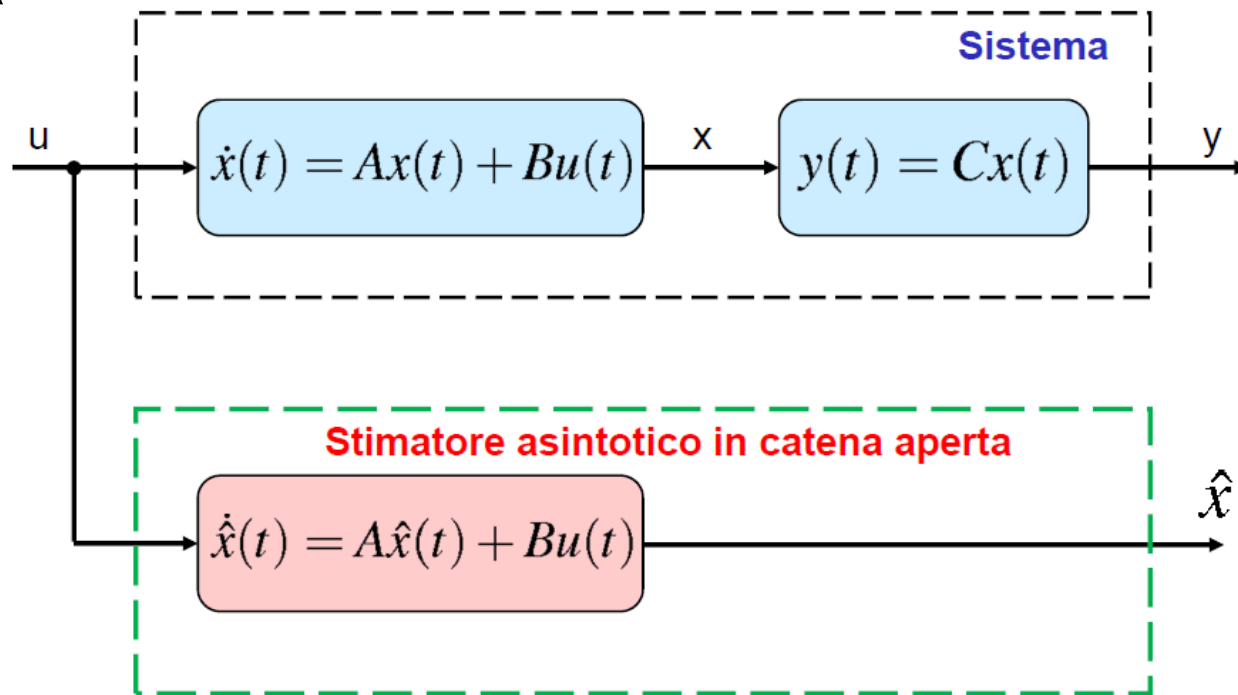 Sistema
u
ẋ(t) = Ax(t) + Bu(t)
x
y(t) = Cx(t)
y
Stimatore asintotico in catena aperta
x̂̇(t) = Ax̂(t) + Bu(t)
x̂